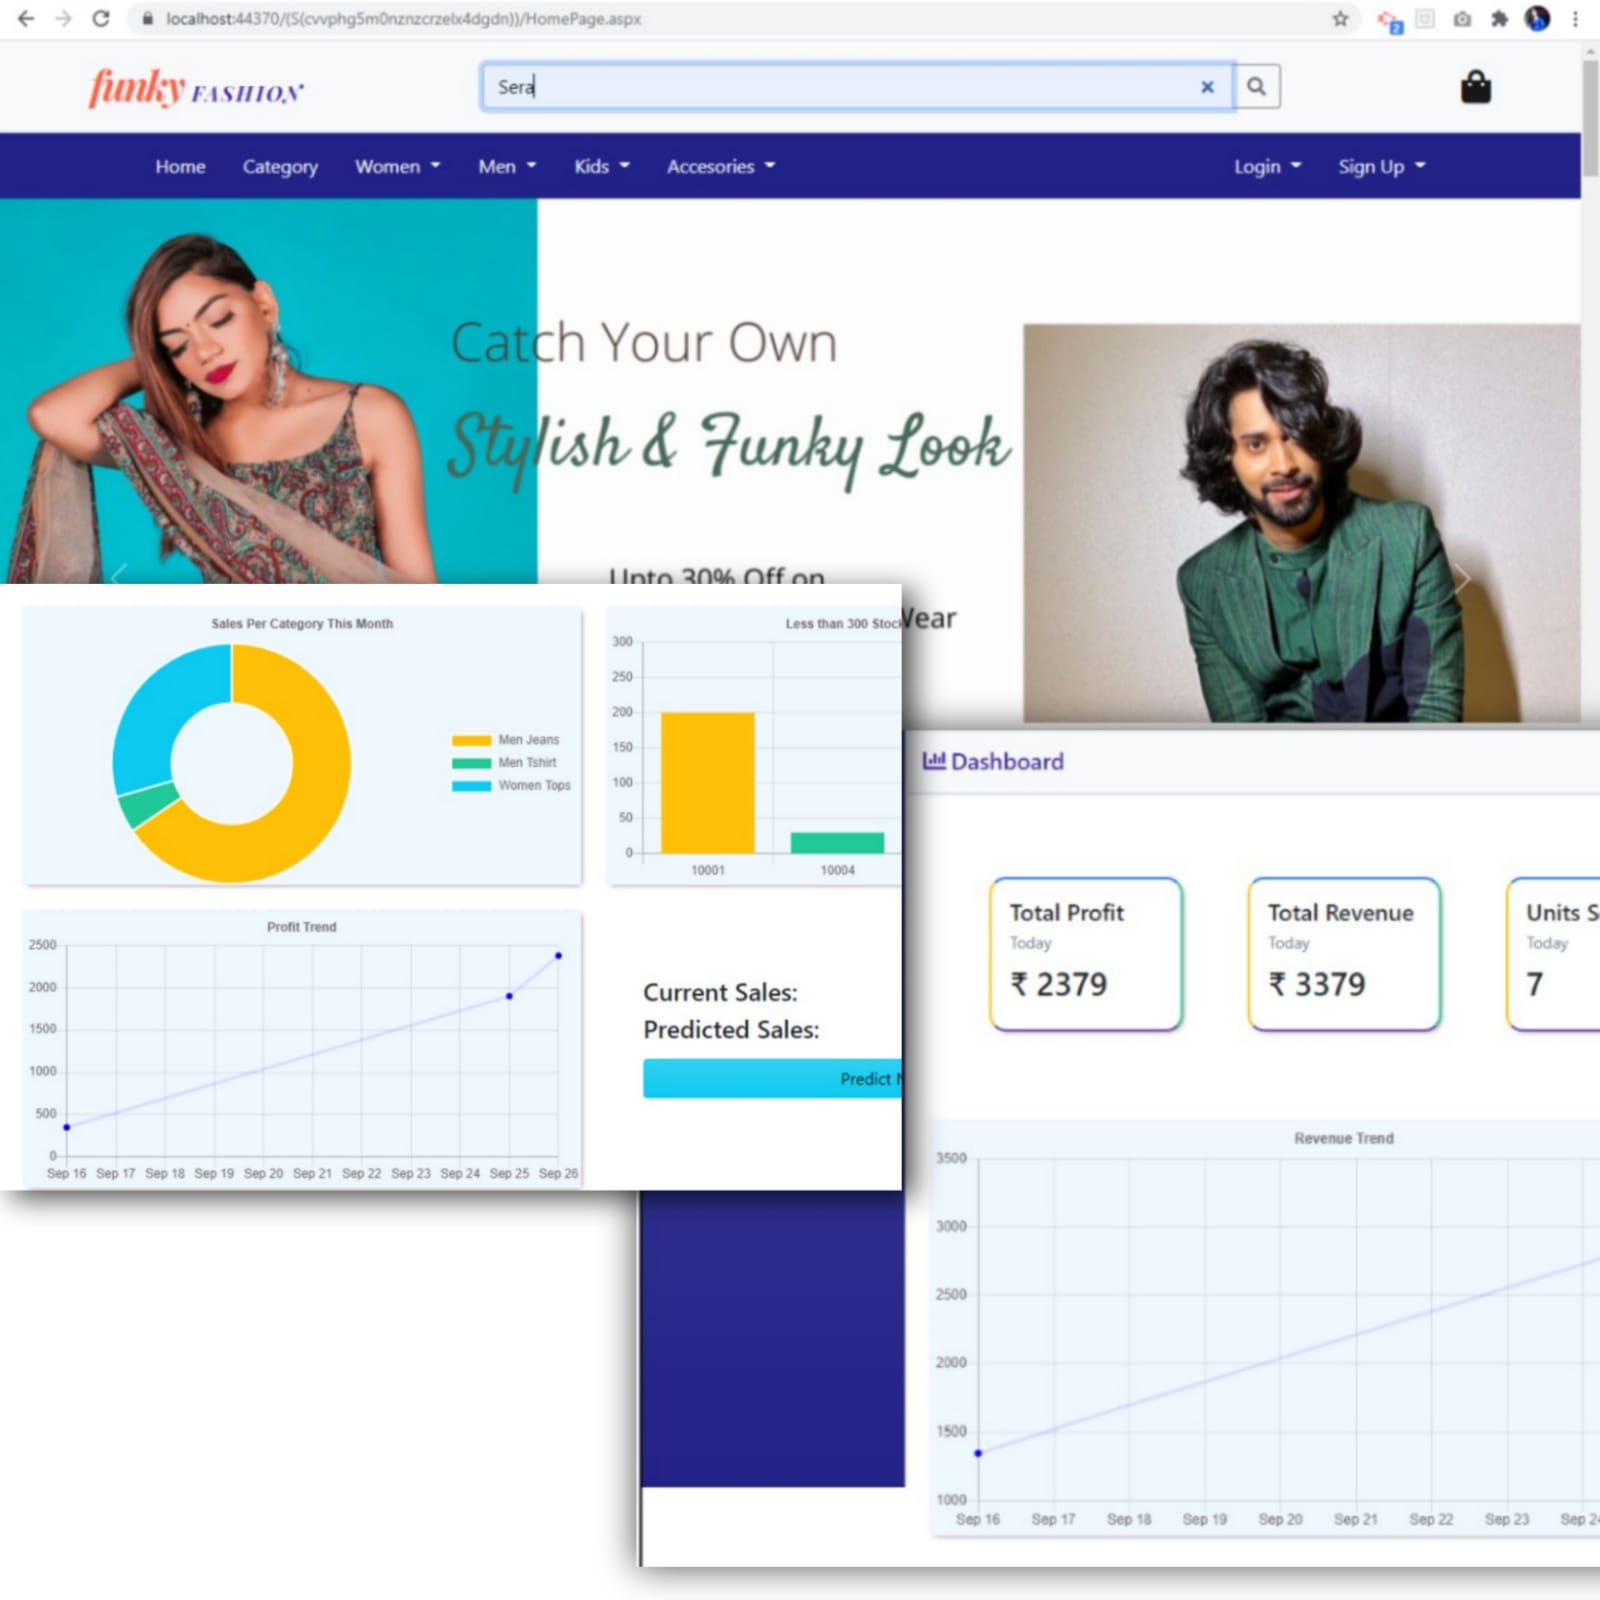 localhost:44370/(S(cvvphg5m0nznzcrzelx4dgdn))/HomePage.aspx
2
funky FASHION
Sera
Home Category Women Men Kids Accesories Login Sign Up
Catch Your Own
Stylish & Funky Look
Upto 30% Off on
Wear
Sales Per Category This Month
Men Jeans
Men Tshirt
Women Tops
Less than 300 Stock
300
250
200
150
100
50
0
10001 10004
Profit Trend
2500
2000
1500
1000
500
0
Sep 16 Sep 17 Sep 18 Sep 19 Sep 20 Sep 21 Sep 22 Sep 23 Sep 24 Sep 25 Sep 26
Current Sales:
Predicted Sales:
Predict
Dashboard
Total Profit
Today
₹ 2379
Total Revenue
Today
₹ 3379
Units S
Today
7
Revenue Trend
3500
3000
2500
2000
1500
1000
Sep 16 Sep 17 Sep 18 Sep 19 Sep 20 Sep 21 Sep 22 Sep 23 Sep 24